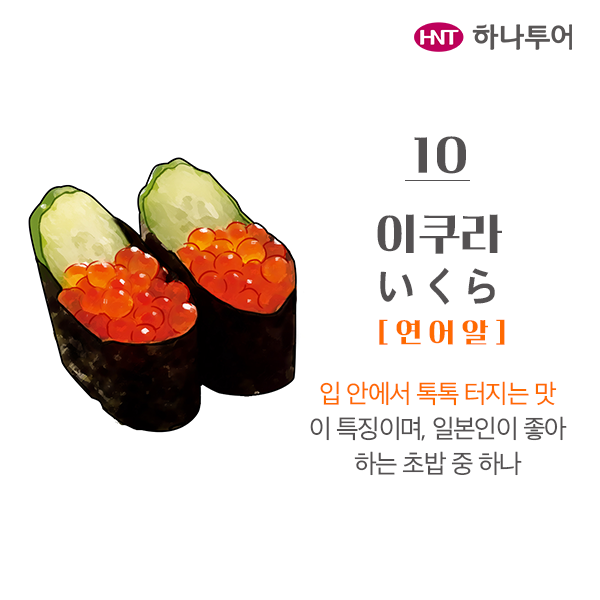 HNT 하나투어
10
이쿠라
いくら
[연어알]
입 안에서 톡톡 터지는 맛
이 특징이며, 일본인이 좋아
하는 초밥 중 하나